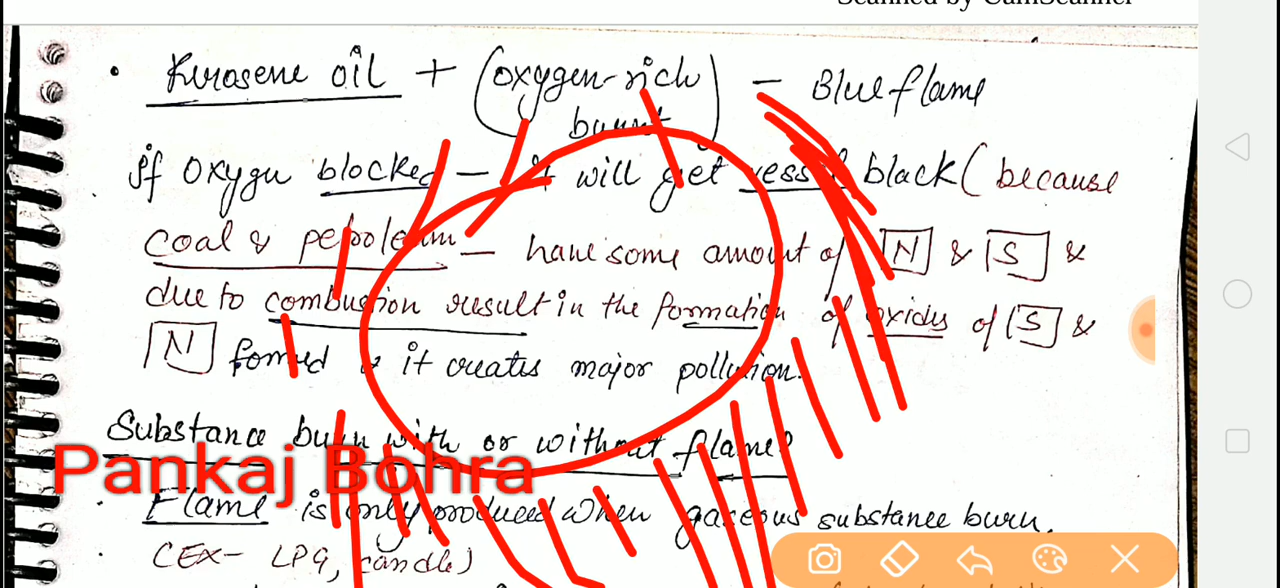 Scanned by CamScanner
• Kerosene oil + (oxygen-rich burnt) – Blue flame
if oxygen blocked – it will get vessel black (because
coal & petroleum – have some amount of [N] & [S] &
due to combustion result in the formation of oxides of [S] &
[N] formed & it creates major pollution.
Substance burn with or without flame?
Pankaj Bohra
• Flame is only produced when gaseous substance burn.
• (EX- LPG, candle)